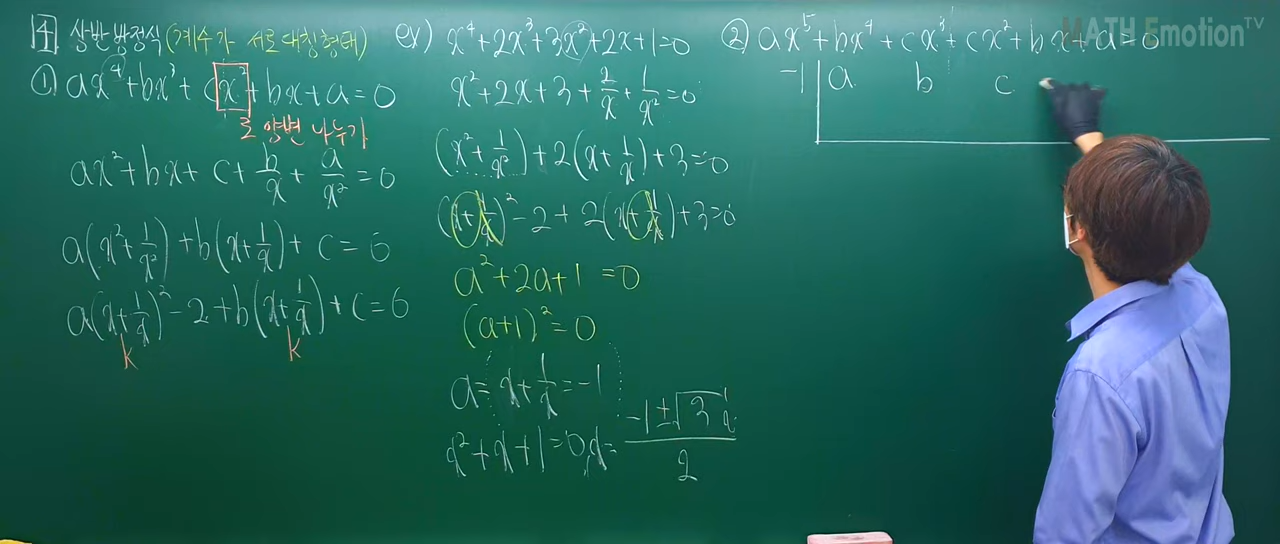 4 상반방정식 (계수가 서로 대칭형태)
① ax⁴+bx³+cx²+bx+a=0
로 양변 나누기
ax²+bx+c+b/x+a/x²=0
a(x²+1/x²)+b(x+1/x)+c=0
a(x+1/x)²-2+b(x+1/x)+c=0
k k
ex) x⁴+2x³+3x²+2x+1=0
x²+2x+3+2/x+1/x²=0
(x²+1/x²)+2(x+1/x)+3=0
(x+1/x)²-2+2(x+1/x)+3=0
a²+2a+1=0
(a+1)²=0
a=x+1/x=-1
x²+x+1=0, x=(-1±√3i)/2
② ax⁵+bx⁴+cx³+cx²+bx+a=0
-1 a b c
MATH Emotion TV